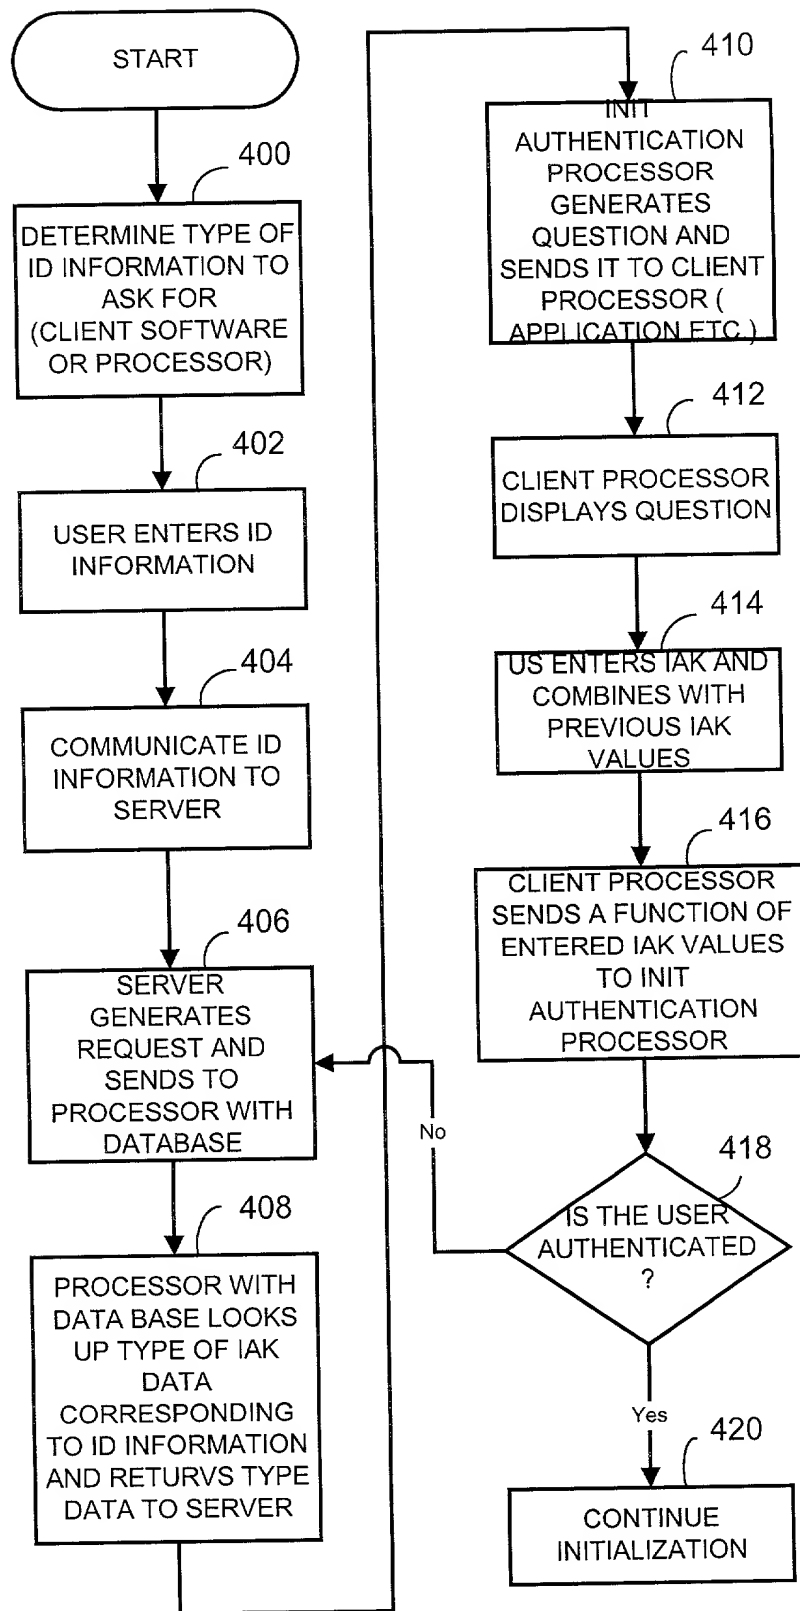 START
400
DETERMINE TYPE OF
ID INFORMATION TO
ASK FOR
(CLIENT SOFTWARE
OR PROCESSOR)
402
USER ENTERS ID
INFORMATION
404
COMMUNICATE ID
INFORMATION TO
SERVER
406
SERVER
GENERATES
REQUEST AND
SENDS TO
PROCESSOR WITH
DATABASE
408
PROCESSOR WITH
DATA BASE LOOKS
UP TYPE OF IAK
DATA
CORRESPONDING
TO ID INFORMATION
AND RETURVS TYPE
DATA TO SERVER
410
INIT
AUTHENTICATION
PROCESSOR
GENERATES
QUESTION AND
SENDS IT TO CLIENT
PROCESSOR (
APPLICATION ETC.)
412
CLIENT PROCESSOR
DISPLAYS QUESTION
414
US ENTERS IAK AND
COMBINES WITH
PREVIOUS IAK
VALUES
416
CLIENT PROCESSOR
SENDS A FUNCTION OF
ENTERED IAK VALUES
TO INIT
AUTHENTICATION
PROCESSOR
No
418
IS THE USER
AUTHENTICATED
?
Yes
420
CONTINUE
INITIALIZATION